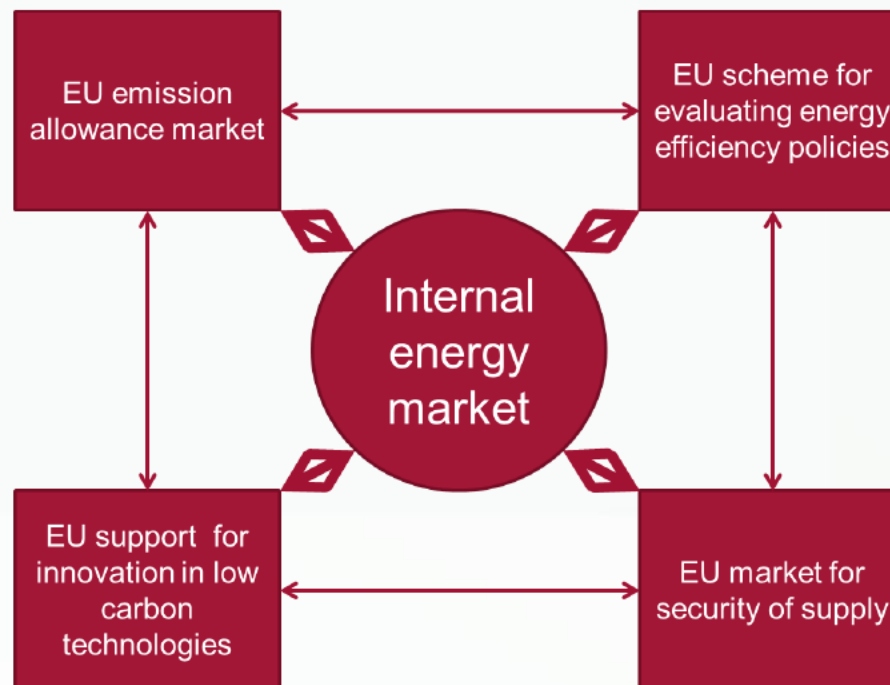 EU emission
allowance market
EU scheme for
evaluating energy
efficiency policies
Internal
energy
market
EU support for
innovation in low
carbon
technologies
EU market for
security of supply